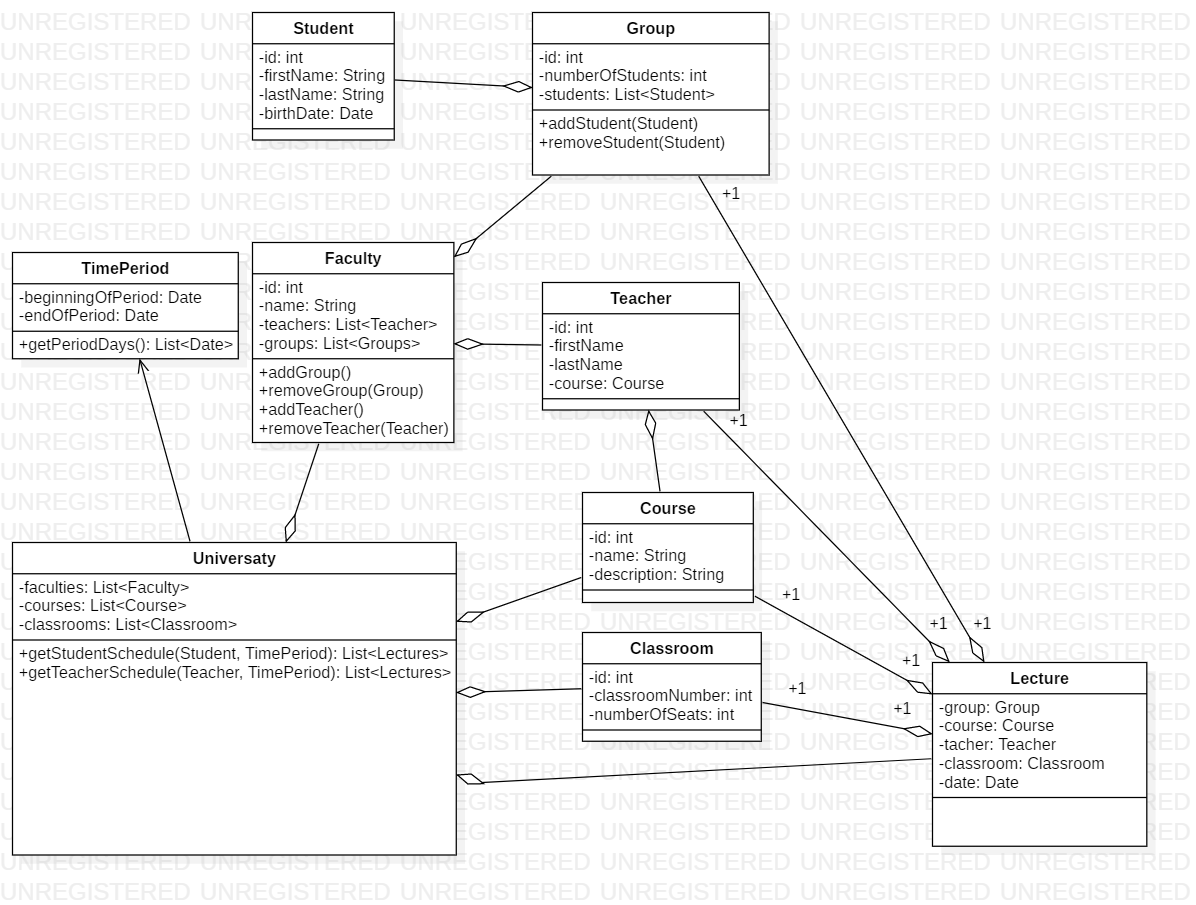 Student
-id: int
-firstName: String
-lastName: String
-birthDate: Date
Group
-id: int
-numberOfStudents: int
-students: List<Student>
+addStudent(Student)
+removeStudent(Student)
+1
TimePeriod
-beginningOfPeriod: Date
-endOfPeriod: Date
+getPeriodDays(): List<Date>
Faculty
-id: int
-name: String
-teachers: List<Teacher>
-groups: List<Groups>
+addGroup()
+removeGroup(Group)
+addTeacher()
+removeTeacher(Teacher)
Teacher
-id: int
-firstName
-lastName
-course: Course
+1
Course
-id: int
-name: String
-description: String
+1
Universaty
-faculties: List<Faculty>
-courses: List<Course>
-classrooms: List<Classroom>
+getStudentSchedule(Student, TimePeriod): List<Lectures>
+getTeacherSchedule(Teacher, TimePeriod): List<Lectures>
Classroom
-id: int
-classroomNumber: int
-numberOfSeats: int
+1
+1
+1
+1
+1
Lecture
-group: Group
-course: Course
-tacher: Teacher
-classroom: Classroom
-date: Date
UNREGISTERED